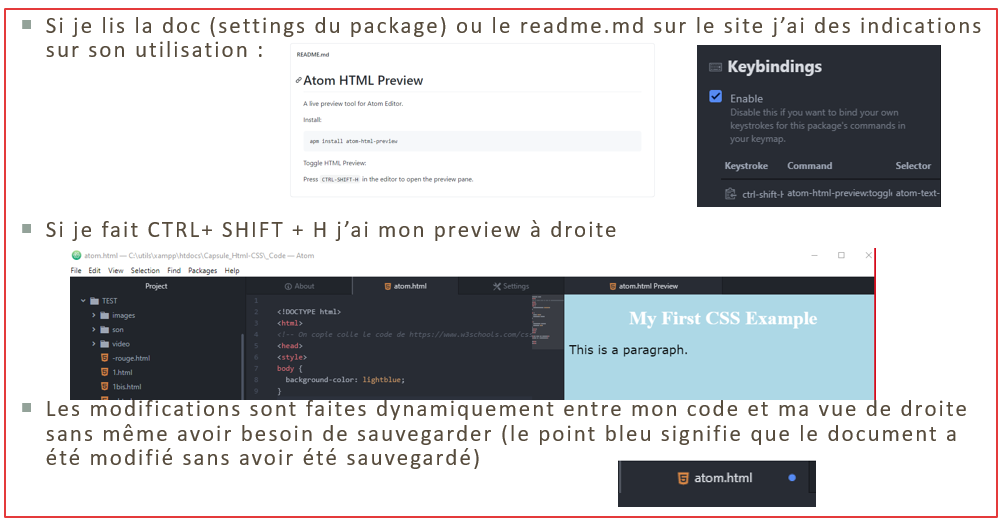 Si je lis la doc (settings du package) ou le readme.md sur le site j'ai des indications
sur son utilisation :
README.md
Atom HTML Preview
A live preview tool for Atom Editor.
Install:
apm install atom-html-preview
Toggle HTML Preview:
Press CTRL-SHIFT-H in the editor to open the preview pane.
Keybindings
Enable
Disable this if you want to bind your own
keystrokes for this package's commands in
your keymap.
Keystroke Command Selector
ctrl-shift-H atom-html-preview:toggle atom-text-
Si je fait CTRL+ SHIFT + H j'ai mon preview à droite
atom.html — C:\utils\xampp\htdocs\Capsule_Html-CSS\_Code — Atom
File Edit View Selection Find Packages Help
Project
TEST
images
son
video
-rouge.html
1.html
1bis.html
About
atom.html
Settings
atom.html Preview
1
2 <!DOCTYPE html>
3 <html>
4 <!-- On copie colle le code de https://www.w3schools.com/css
5 <head>
6 <style>
7 body {
8 background-color: lightblue;
9 }
My First CSS Example
This is a paragraph.
Les modifications sont faites dynamiquement entre mon code et ma vue de droite
sans même avoir besoin de sauvegarder (le point bleu signifie que le document a
été modifié sans avoir été sauvegardé)
atom.html